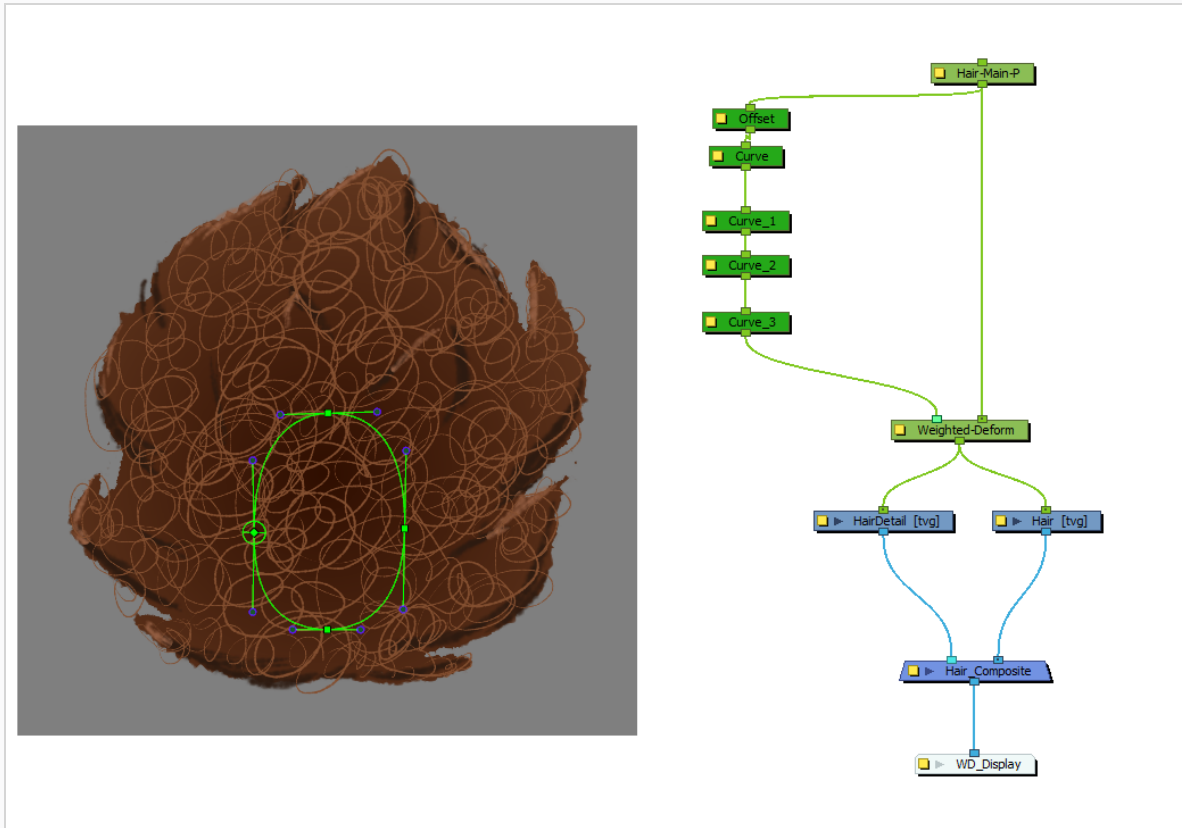 Hair-Main-P
Offset
Curve
Curve_1
Curve_2
Curve_3
Weighted-Deform
HairDetail [tvg]
Hair [tvg]
Hair_Composite
WD_Display